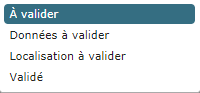 À valider
Données à valider
Localisation à valider
Validé